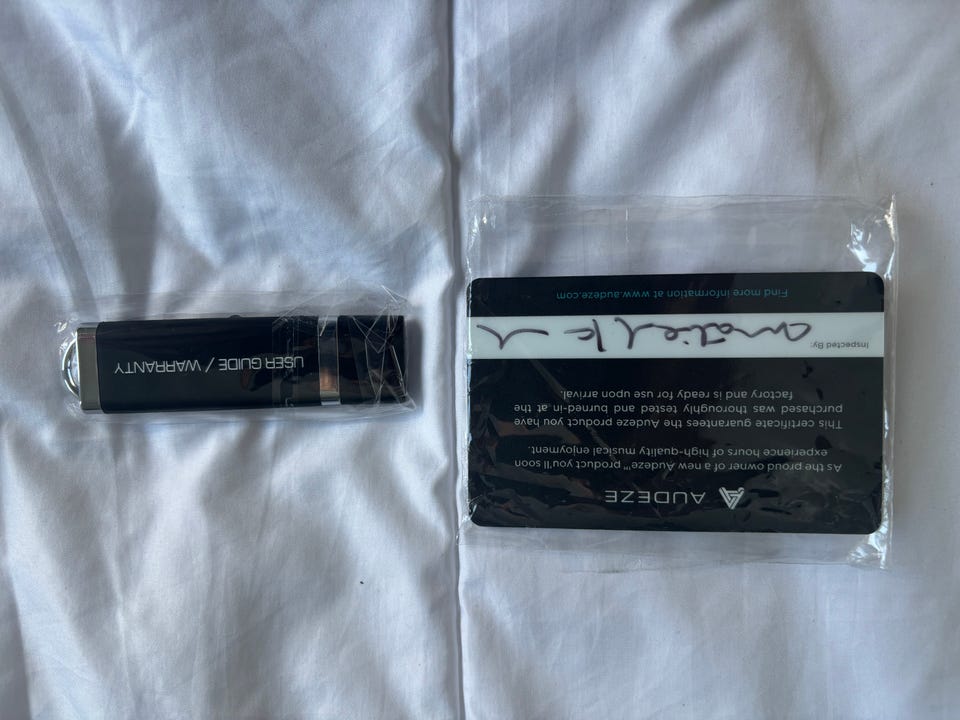 AUDEZE
As the proud owner of a new Audeze™ product you'll soon
experience hours of high-quality musical enjoyment.
This certificate guarantees the Audeze product you have
purchased was thoroughly tested and burned-in at the
factory and is ready for use upon arrival.
Inspected By:
Find more information at www.audeze.com
USER GUIDE / WARRANTY